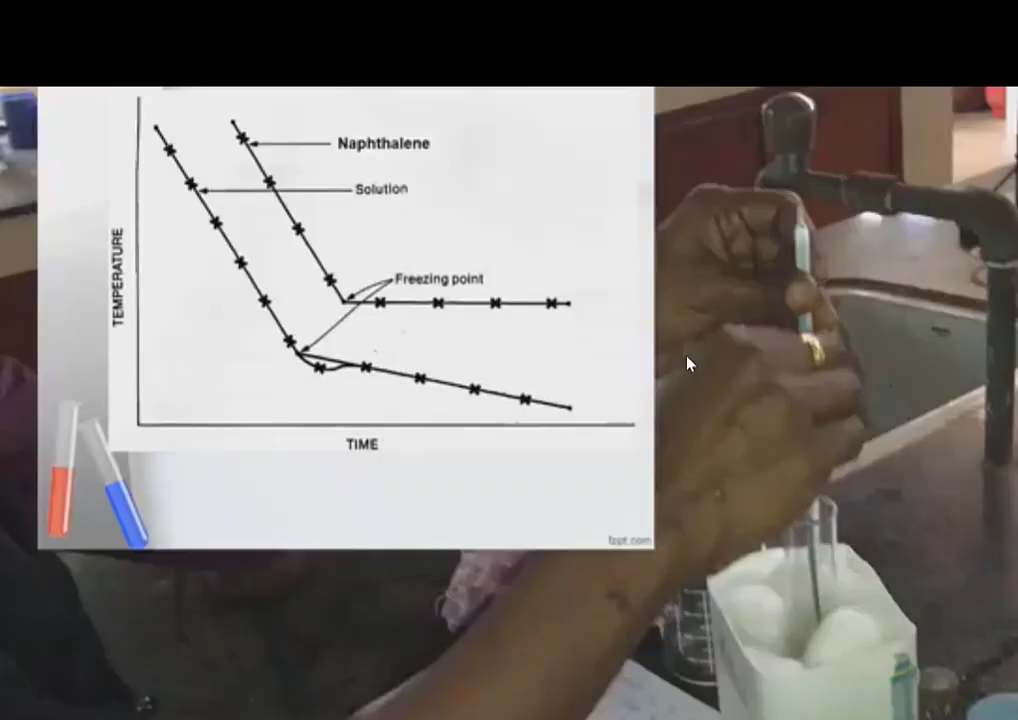 Naphthalene
Solution
TEMPERATURE
Freezing point
TIME
fppt.com